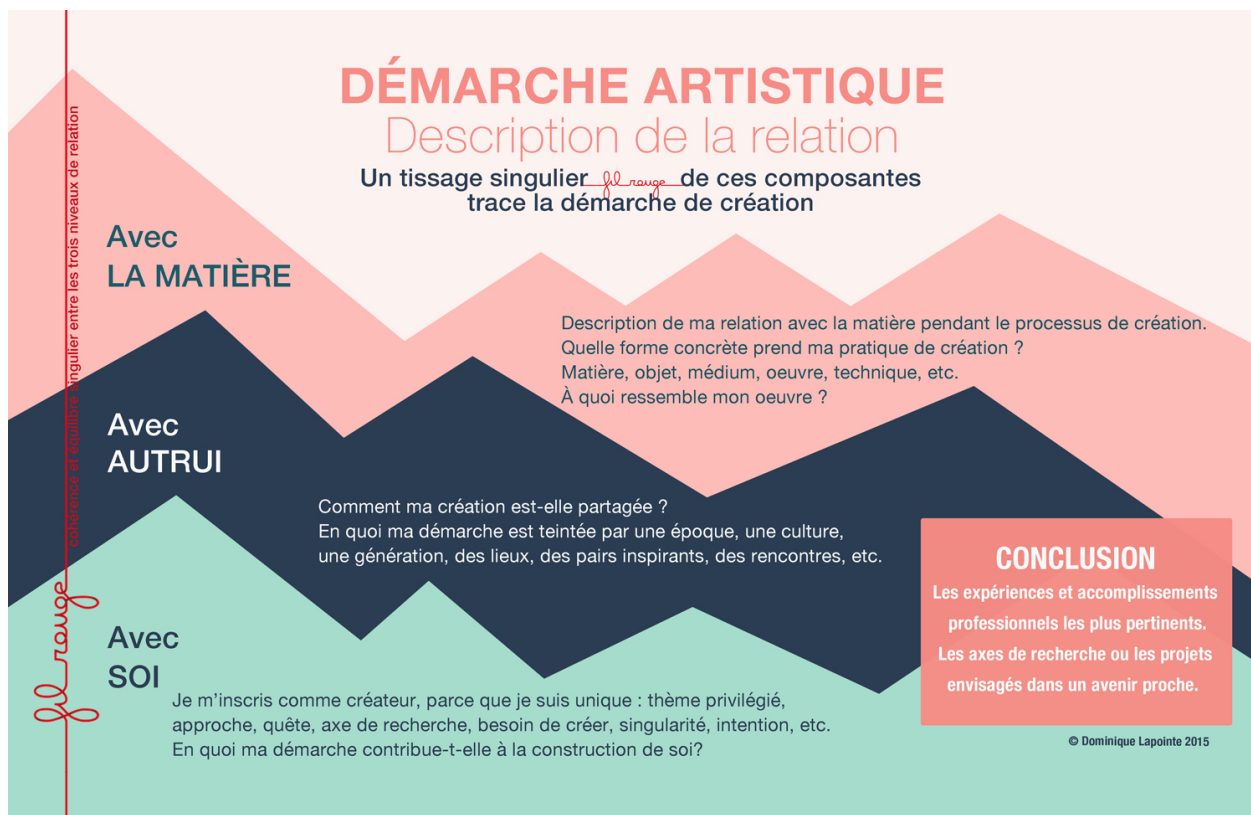 DÉMARCHE ARTISTIQUE
Description de la relation
Un tissage singulier fil rouge de ces composantes
trace la démarche de création
cohérence et équilibre singulier entre les trois niveaux de relation
fil rouge
Avec
LA MATIÈRE
Description de ma relation avec la matière pendant le processus de création.
Quelle forme concrète prend ma pratique de création ?
Matière, objet, médium, oeuvre, technique, etc.
À quoi ressemble mon oeuvre ?
Avec
AUTRUI
Comment ma création est-elle partagée ?
En quoi ma démarche est teintée par une époque, une culture,
une génération, des lieux, des pairs inspirants, des rencontres, etc.
Avec
SOI
Je m'inscris comme créateur, parce que je suis unique : thème privilégié,
approche, quête, axe de recherche, besoin de créer, singularité, intention, etc.
En quoi ma démarche contribue-t-elle à la construction de soi?
CONCLUSION
Les expériences et accomplissements
professionnels les plus pertinents.
Les axes de recherche ou les projets
envisagés dans un avenir proche.
© Dominique Lapointe 2015